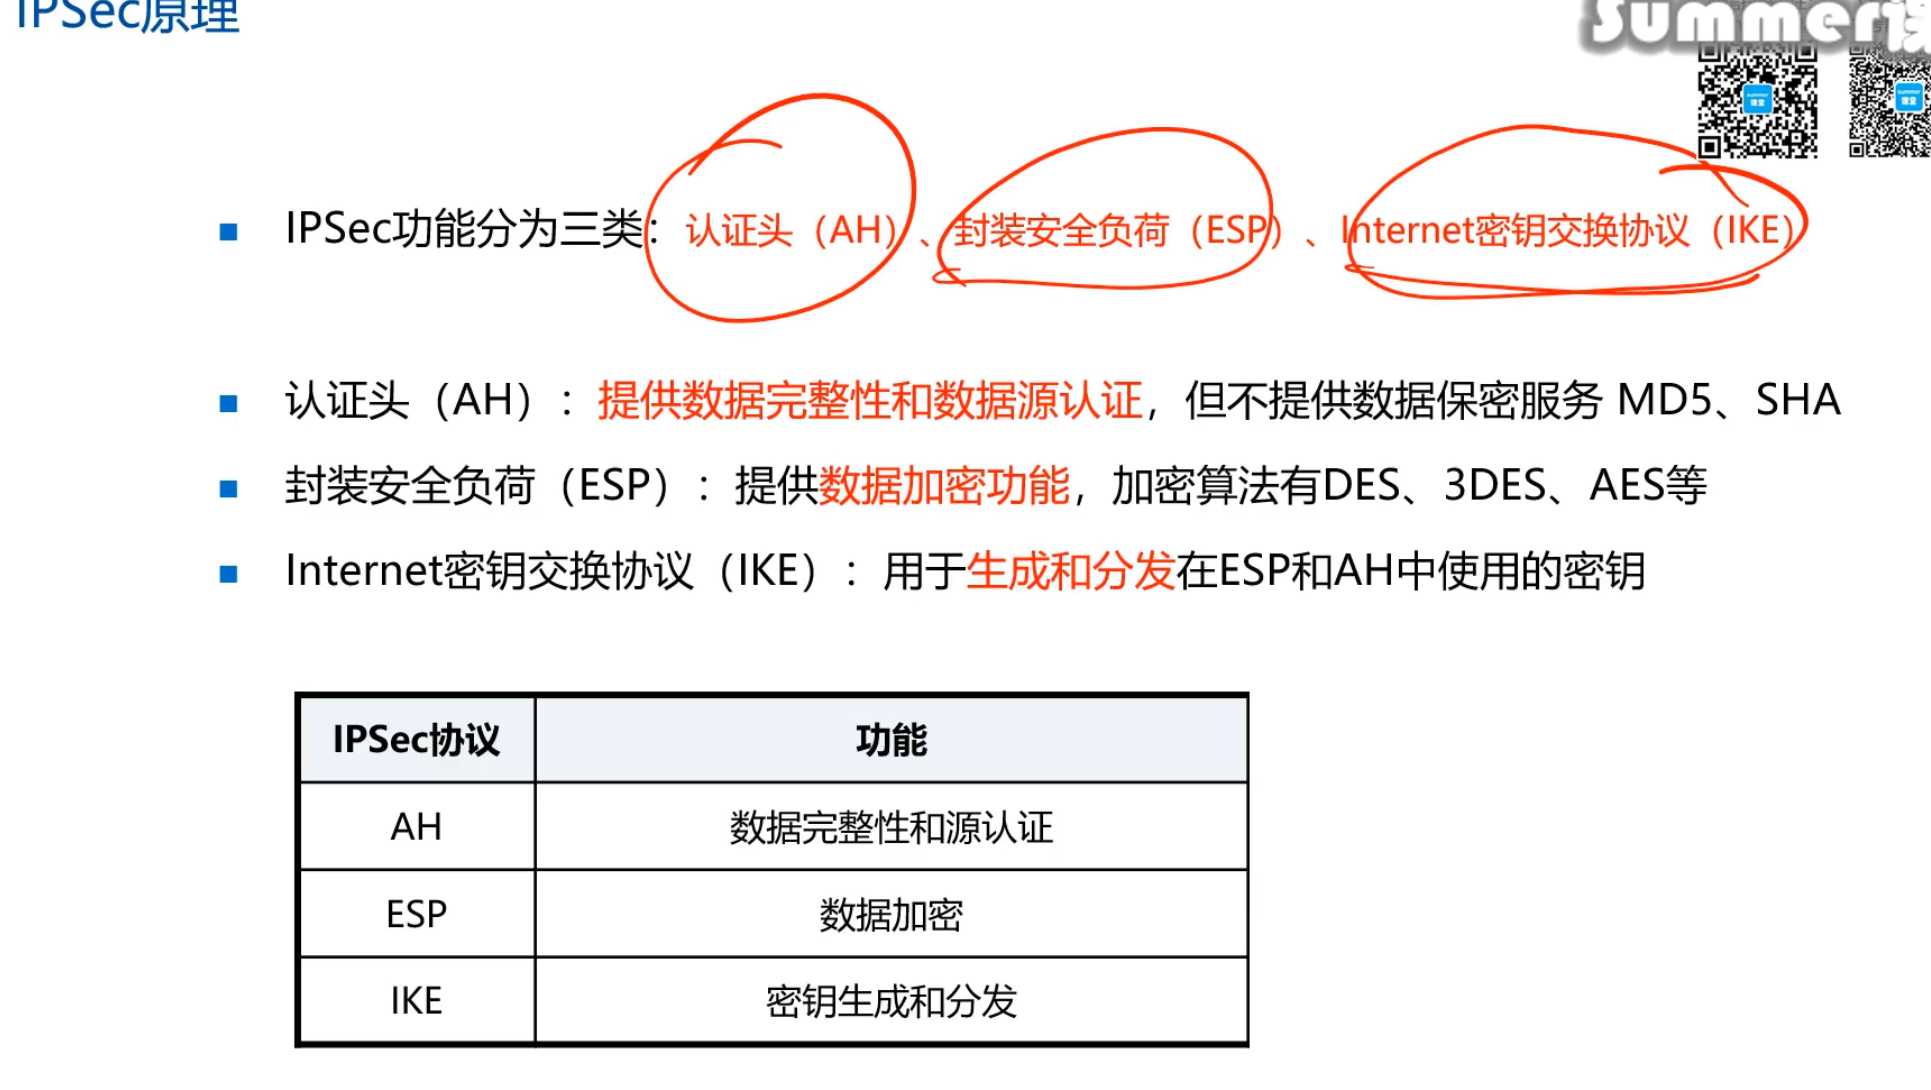 IPSec原理
Summer课
IPSec功能分为三类：认证头（AH）、封装安全负荷（ESP）、Internet密钥交换协议（IKE）
认证头（AH）：提供数据完整性和数据源认证，但不提供数据保密服务 MD5、SHA
封装安全负荷（ESP）：提供数据加密功能，加密算法有DES、3DES、AES等
Internet密钥交换协议（IKE）：用于生成和分发在ESP和AH中使用的密钥
IPSec协议 功能
AH 数据完整性和源认证
ESP 数据加密
IKE 密钥生成和分发